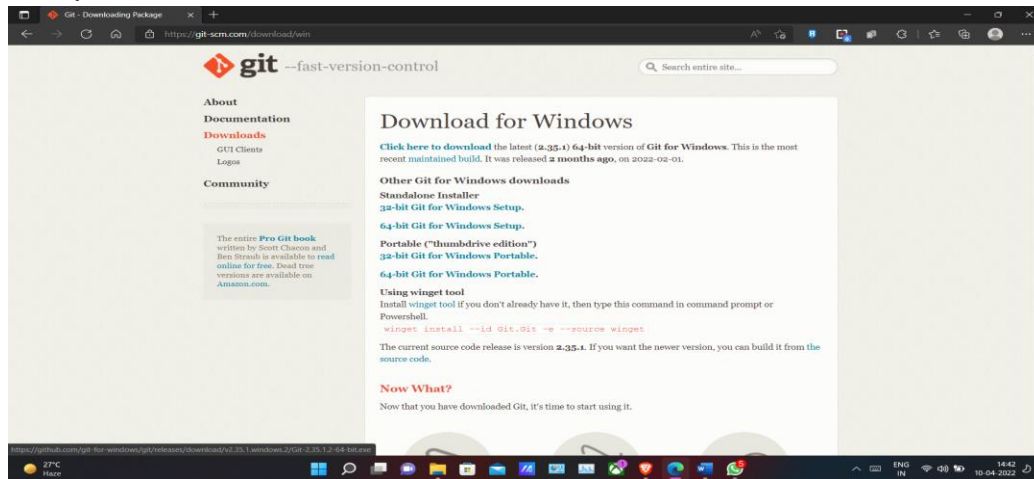 Git - Downloading Package
https://git-scm.com/download/win
git --fast-version-control
Search entire site...
About
Documentation
Downloads
GUI Clients
Logos
Community
The entire Pro Git book
written by Scott Chacon and
Ben Straub is available to read
online for free. Dead tree
versions are available on
Amazon.com.
Download for Windows
Click here to download the latest (2.35.1) 64-bit version of Git for Windows. This is the most
recent maintained build. It was released 2 months ago, on 2022-02-01.
Other Git for Windows downloads
Standalone Installer
32-bit Git for Windows Setup.
64-bit Git for Windows Setup.
Portable ("thumbdrive edition")
32-bit Git for Windows Portable.
64-bit Git for Windows Portable.
Using winget tool
Install winget tool if you don't already have it, then type this command in command prompt or
Powershell.
winget install --id Git.Git -e --source winget
The current source code release is version 2.35.1. If you want the newer version, you can build it from the
source code.
Now What?
Now that you have downloaded Git, it's time to start using it.
https://github.com/git-for-windows/git/releases/download/v2.35.1.windows.2/Git-2.35.1.2-64-bit.exe
27°C
Haze
ENG
IN
14:42
10-04-2022